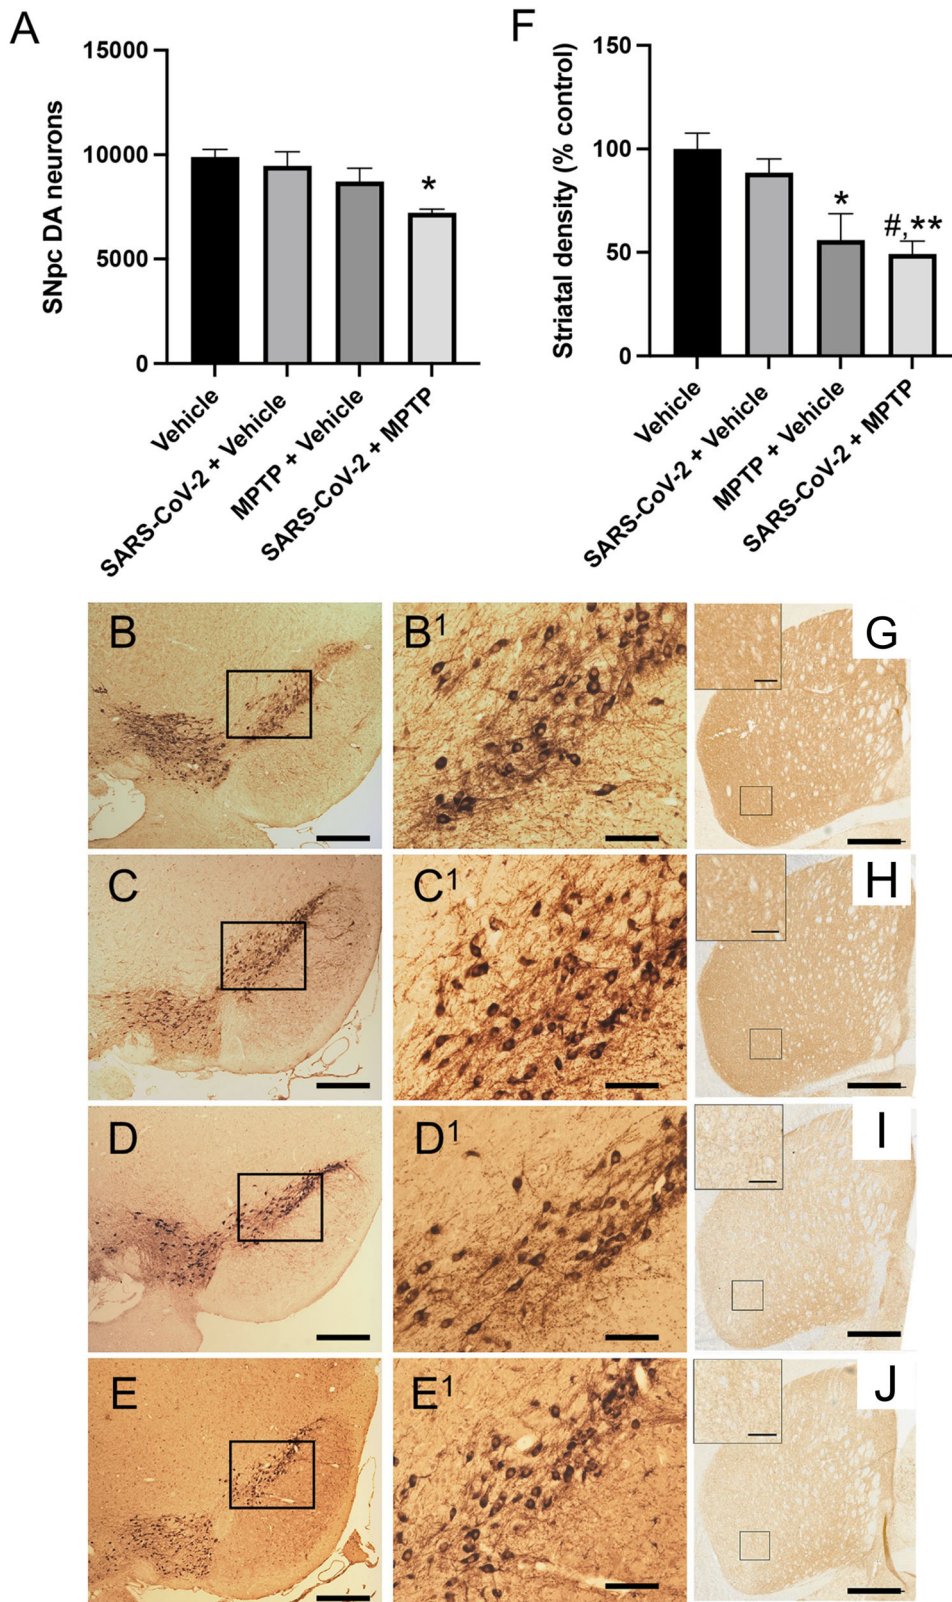 A
SNpc DA neurons
15000
10000
5000
0
*
Vehicle
SARS-CoV-2 + Vehicle
MPTP + Vehicle
SARS-CoV-2 + MPTP
F
Striatal density (% control)
150
100
50
0
*
#,**
Vehicle
SARS-CoV-2 + Vehicle
MPTP + Vehicle
SARS-CoV-2 + MPTP
B
B¹
G
C
C¹
H
D
D¹
I
E
E¹
J